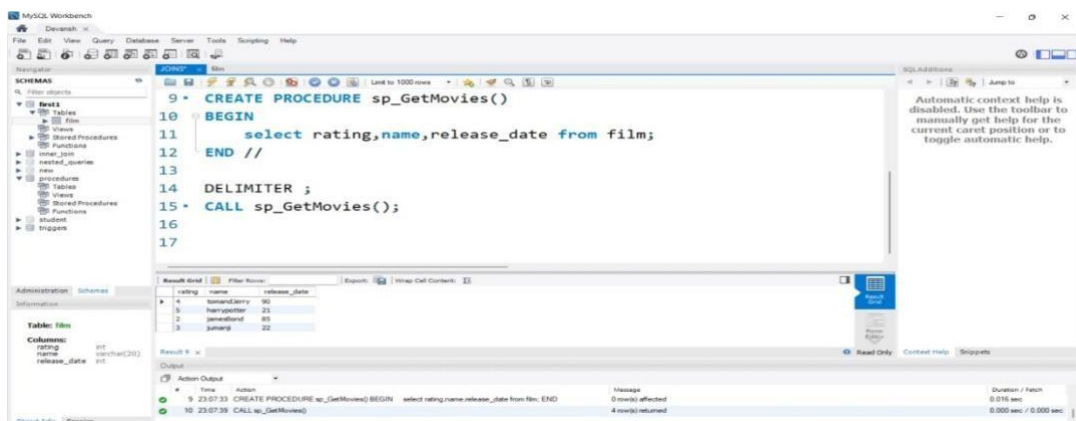 MySQL Workbench
Devansh
File Edit View Query Database Server Tools Scripting Help
Navigator
SCHEMAS
Filter objects
first1
Tables
film
Views
Stored Procedures
Functions
inner_join
nested_queries
new
procedures
Tables
Views
Stored Procedures
Functions
student
triggers
Administration Schemas
Information
Table: film
Columns:
rating int
name varchar(20)
release_date int
Object Info Session
JOINS* film
Limit to 1000 rows
9 CREATE PROCEDURE sp_GetMovies()
10 BEGIN
11 select rating,name,release_date from film;
12 END //
13
14 DELIMITER ;
15 CALL sp_GetMovies();
16
17
Result Grid Filter Rows: Export: Wrap Cell Content:
rating name release_date
4 tomandJerry 90
5 harrypotter 21
2 jamesBond 85
3 jumanji 22
Result Grid
Form Editor
Result 9
Read Only
Output
Action Output
# Time Action Message Duration / Fetch
9 23:07:33 CREATE PROCEDURE sp_GetMovies() BEGIN select rating,name,release_date from film; END 0 row(s) affected 0.016 sec
10 23:07:39 CALL sp_GetMovies() 4 row(s) returned 0.000 sec / 0.000 sec
SQLAdditions
Jump to
Automatic context help is
disabled. Use the toolbar to
manually get help for the
current caret position or to
toggle automatic help.
Context Help Snippets